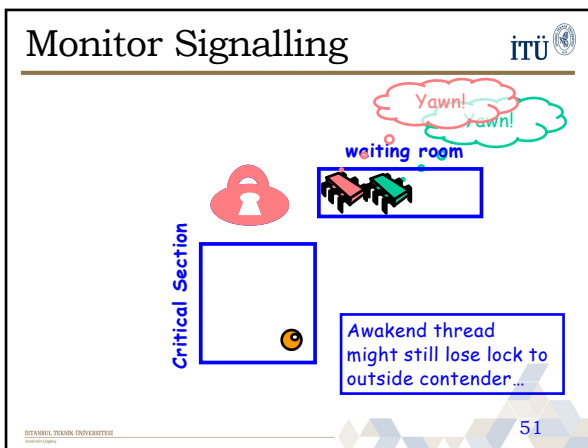 Monitor Signalling
İTÜ
Yawn!
Yawn!
waiting room
Critical Section
Awakend thread
might still lose lock to
outside contender…
İSTANBUL TEKNİK ÜNİVERSİTESİ
51